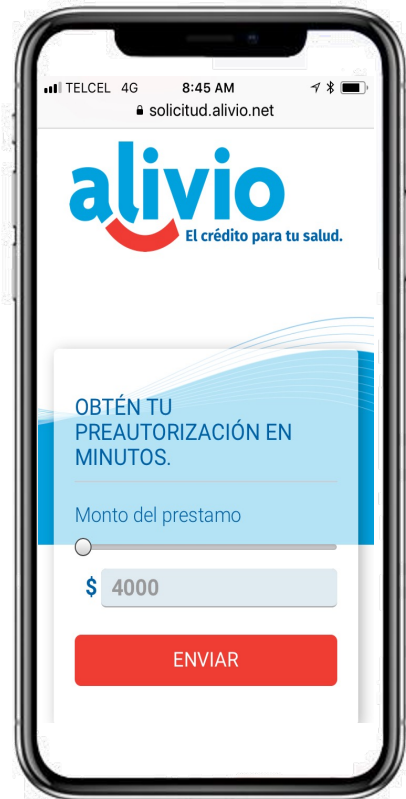 TELCEL 4G 8:45 AM
solicitud.alivio.net
alivio
El crédito para tu salud.
OBTÉN TU
PREAUTORIZACIÓN EN
MINUTOS.
Monto del prestamo
$ 4000
ENVIAR